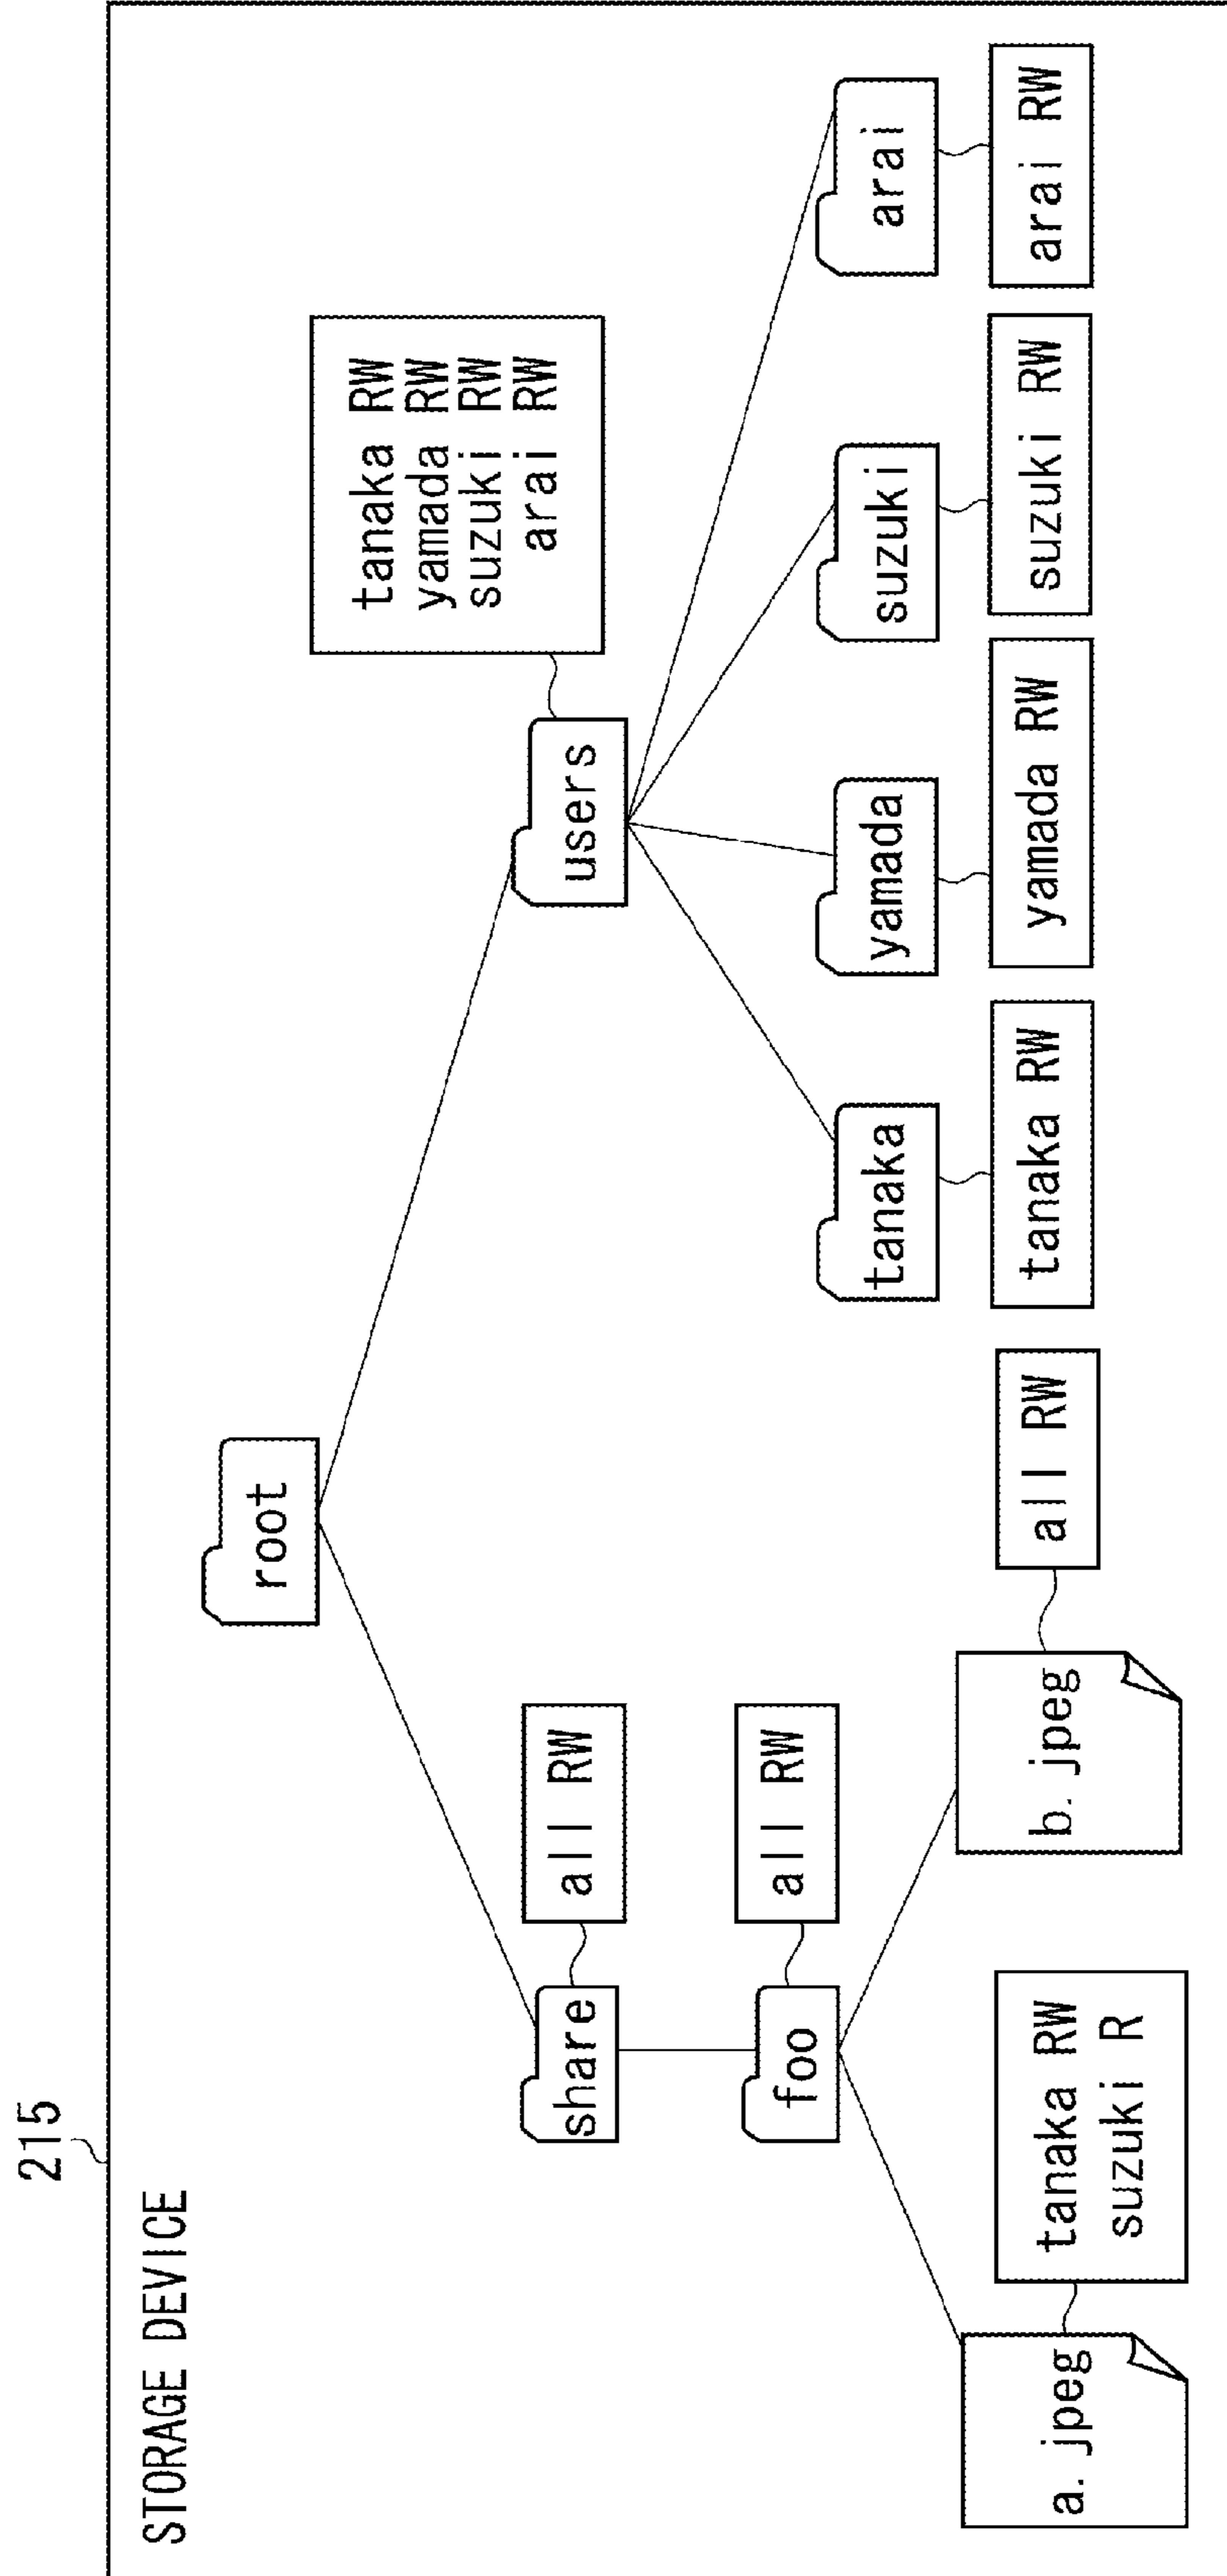 215
STORAGE DEVICE
root
share
all RW
users
tanaka RW
yamada RW
suzuki RW
arai RW
foo
all RW
a. jpeg
tanaka RW
suzuki R
b. jpeg
all RW
tanaka
tanaka RW
yamada
yamada RW
suzuki
suzuki RW
arai
arai RW